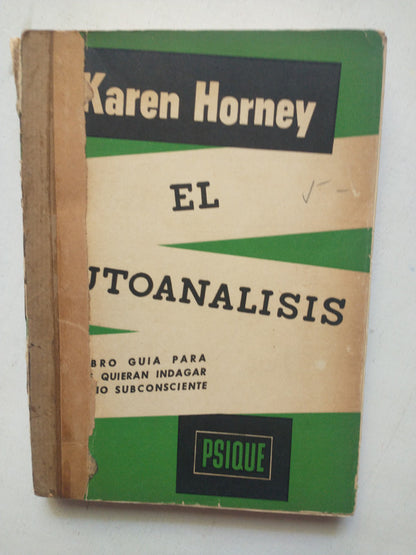 Karen Horney
EL
UTOANALISIS
BRO GUIA PARA
QUIERAN INDAGAR
IO SUBCONSCIENTE
PSIQUE